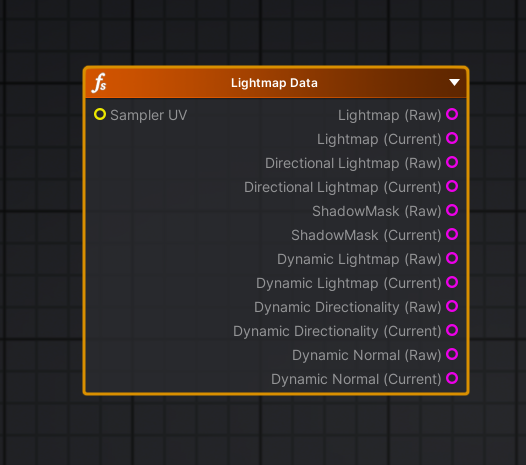 fs Lightmap Data
Sampler UV Lightmap (Raw)
Lightmap (Current)
Directional Lightmap (Raw)
Directional Lightmap (Current)
ShadowMask (Raw)
ShadowMask (Current)
Dynamic Lightmap (Raw)
Dynamic Lightmap (Current)
Dynamic Directionality (Raw)
Dynamic Directionality (Current)
Dynamic Normal (Raw)
Dynamic Normal (Current)